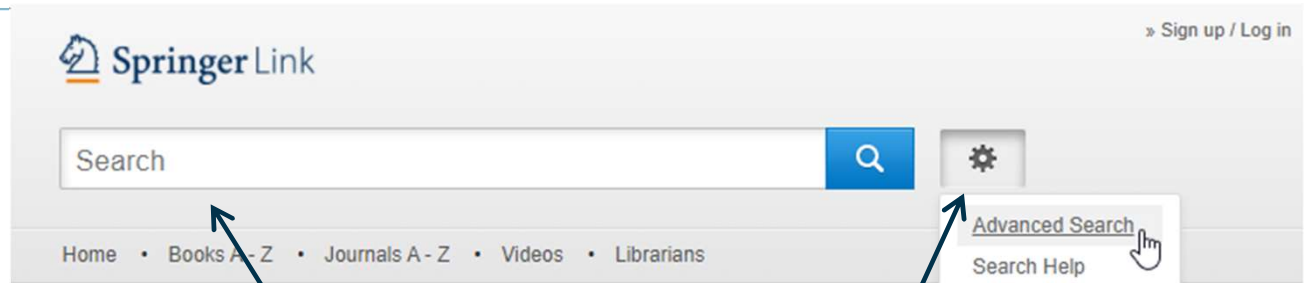 » Sign up / Log in
Springer Link
Search
Advanced Search
Home • Books A - Z • Journals A - Z • Videos • Librarians
Search Help